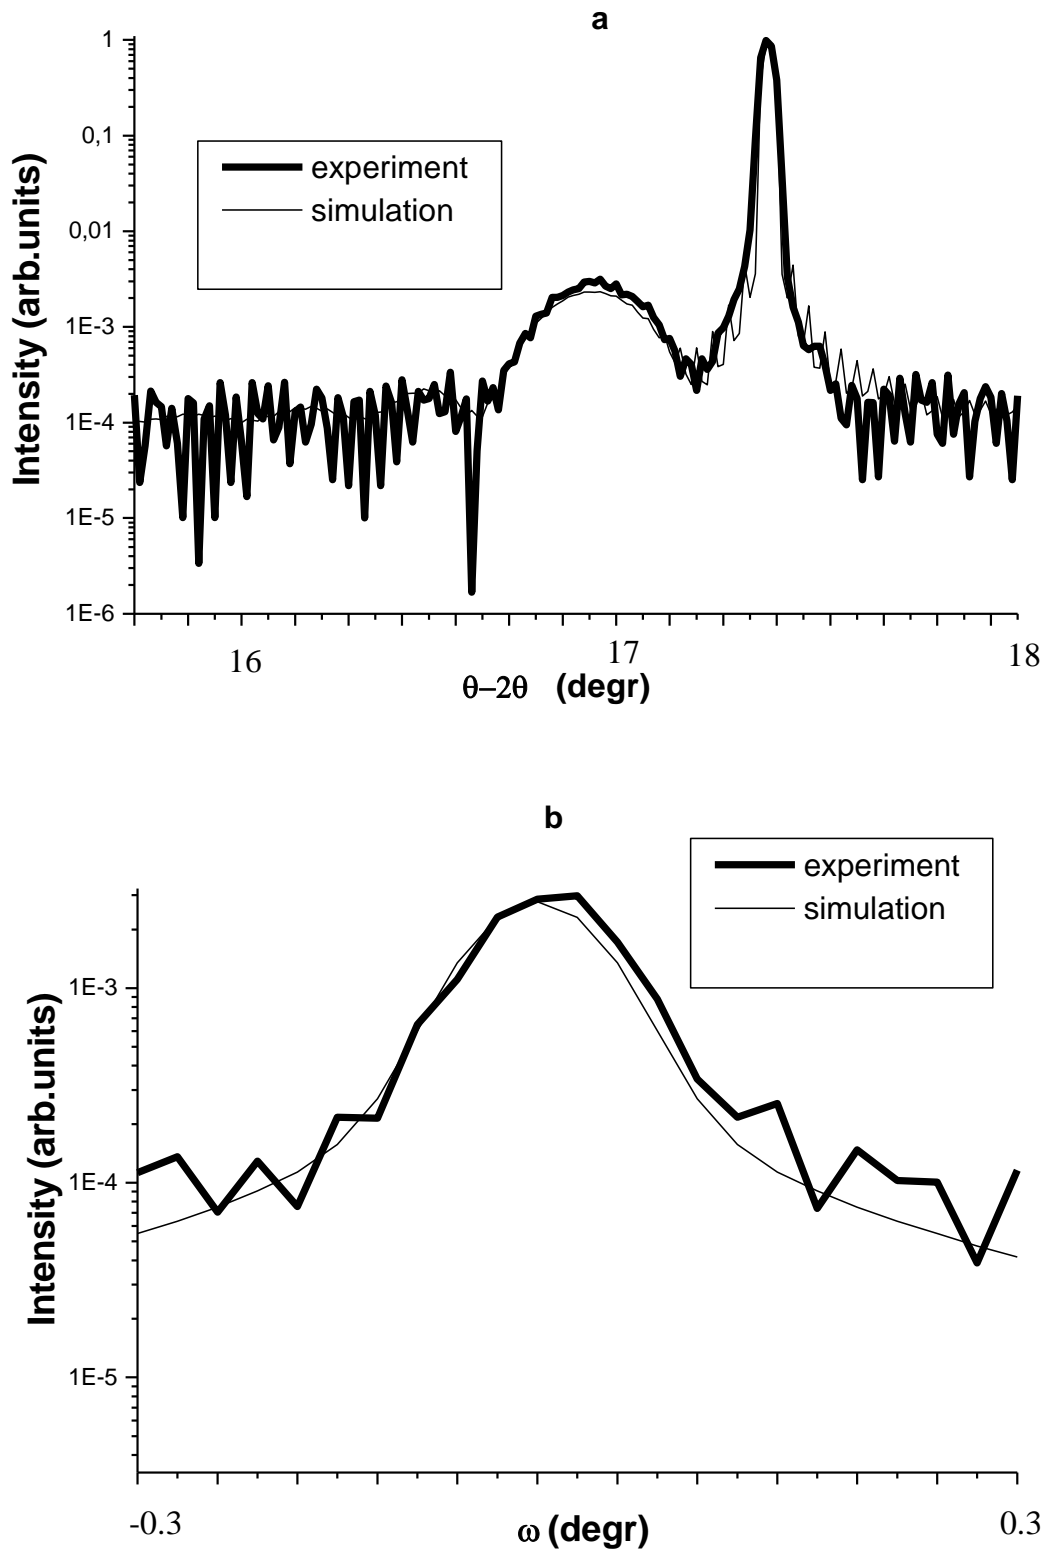 a
1
0,1
0,01
1E-3
1E-4
1E-5
1E-6
Intensity (arb.units)
experiment
simulation
16
17
18
θ−2θ (degr)
b
experiment
simulation
1E-3
1E-4
1E-5
Intensity (arb.units)
-0.3
0.3
ω (degr)